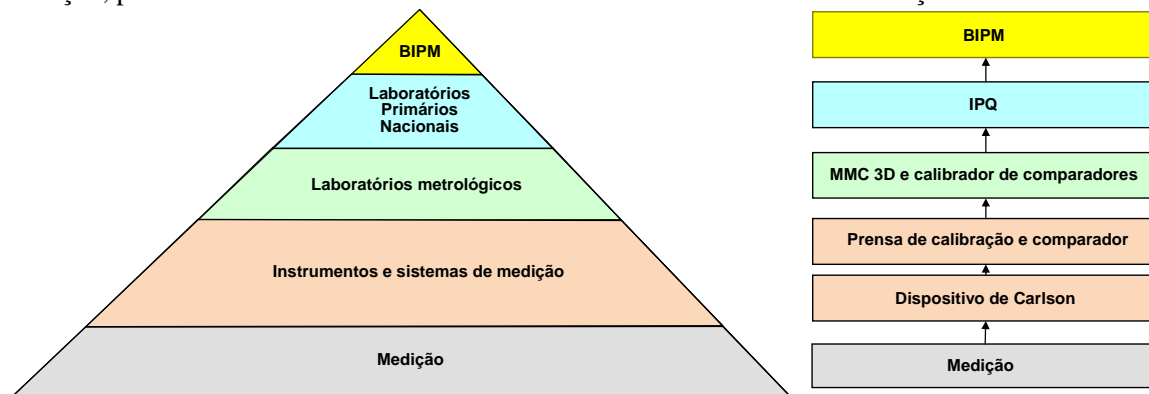 BIPM
Laboratórios
Primários
Nacionais
Laboratórios metrológicos
Instrumentos e sistemas de medição
Medição
BIPM
IPQ
MMC 3D e calibrador de comparadores
Prensa de calibração e comparador
Dispositivo de Carlson
Medição